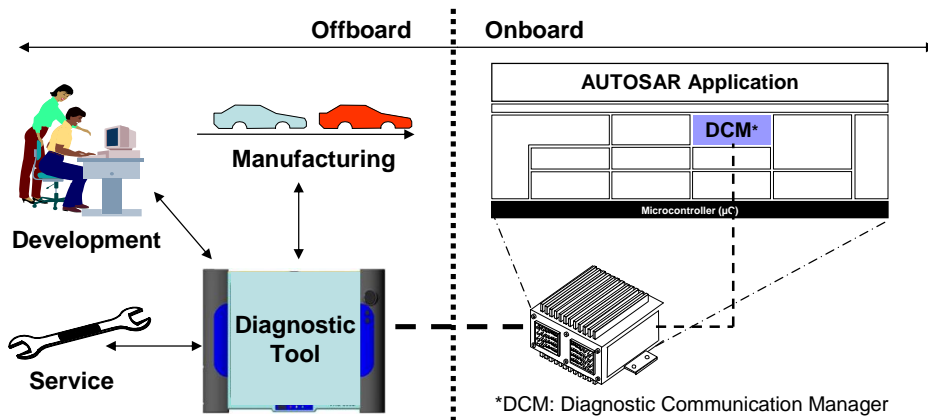 Offboard
Onboard
AUTOSAR Application
DCM*
Manufacturing
Microcontroller (µC)
Development
Diagnostic
Tool
Service
*DCM: Diagnostic Communication Manager